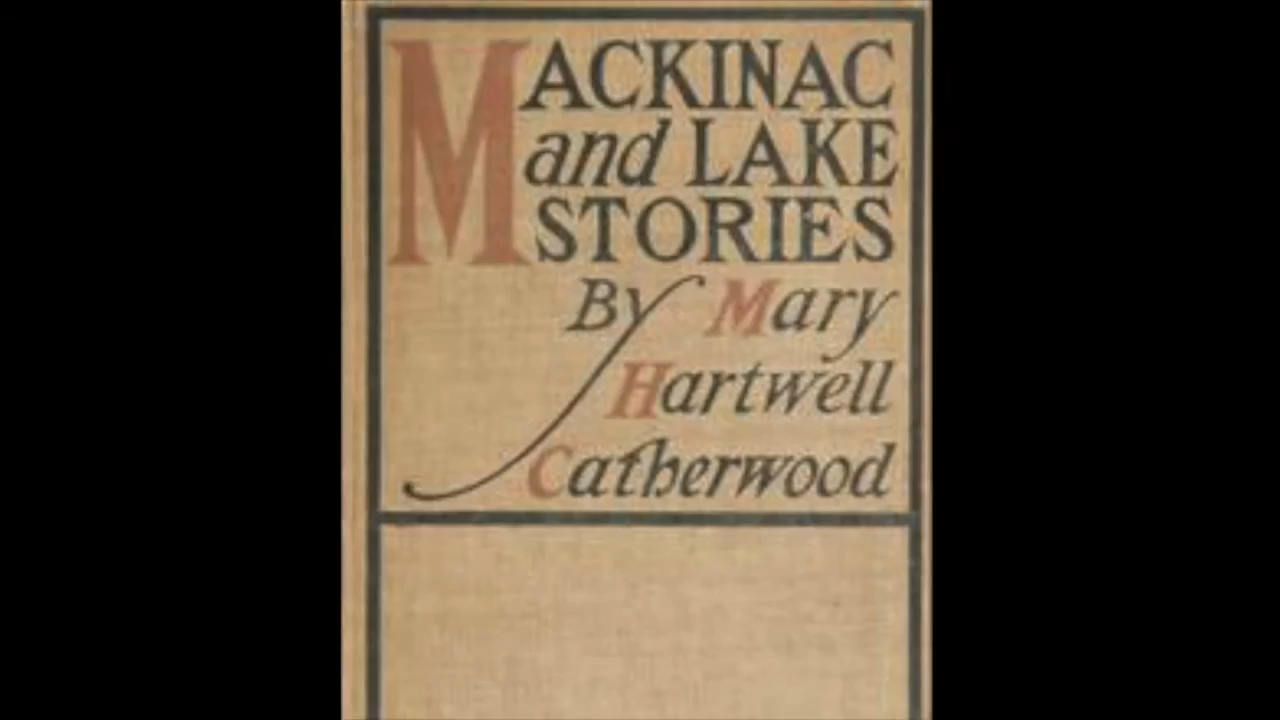 MACKINAC
and LAKE
STORIES
By Mary
Hartwell
Catherwood